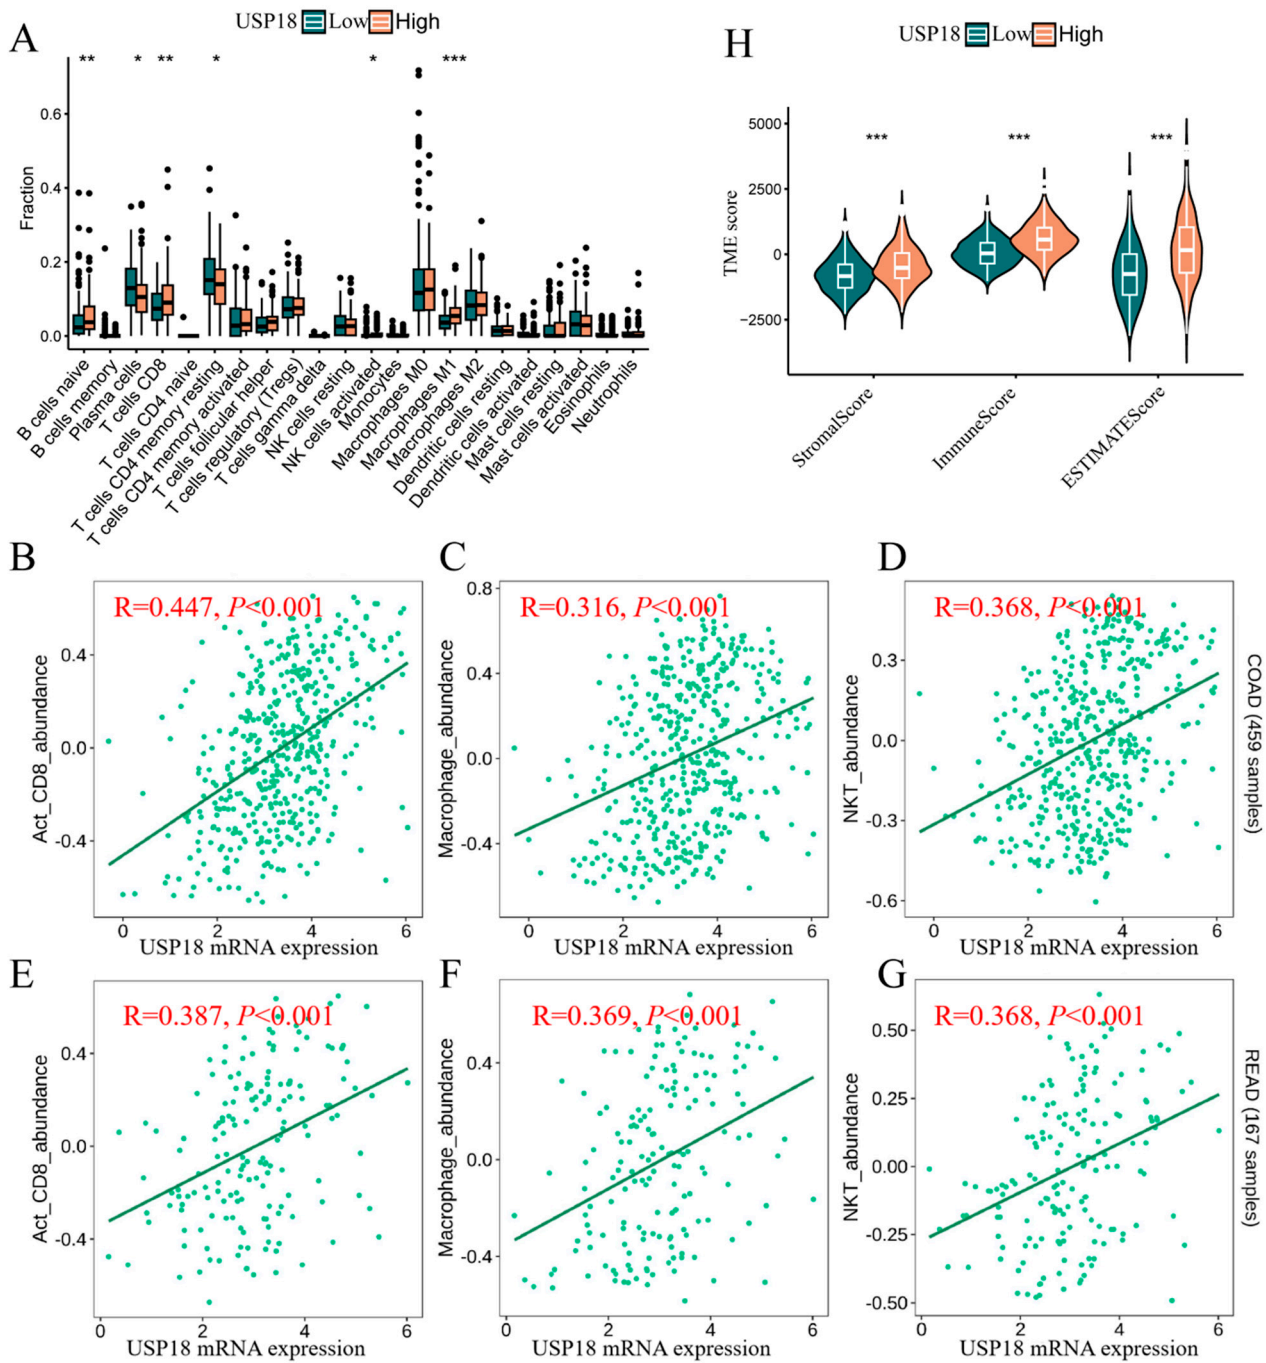 A
USP18 Low High
** * ** * * ***
Fraction
0.6
0.4
0.2
0.0
B cells naive
B cells memory
Plasma cells
T cells CD8
T cells CD4 naive
T cells CD4 memory resting
T cells CD4 memory activated
T cells follicular helper
T cells regulatory (Tregs)
T cells gamma delta
NK cells resting
NK cells activated
Monocytes
Macrophages M0
Macrophages M1
Macrophages M2
Dendritic cells resting
Dendritic cells activated
Mast cells resting
Mast cells activated
Eosinophils
Neutrophils
H
USP18 Low High
*** *** ***
TME score
5000
2500
0
-2500
StromalScore
ImmuneScore
ESTIMATEScore
B
R=0.447, P<0.001
Act_CD8_abundance
0.4
0.0
-0.4
0 2 4 6
USP18 mRNA expression
C
R=0.316, P<0.001
Macrophage_abundance
0.8
0.4
0.0
-0.4
0 2 4 6
USP18 mRNA expression
D
R=0.368, P<0.001
NKT_abundance
0.3
0.0
-0.3
-0.6
0 2 4 6
USP18 mRNA expression
COAD (459 samples)
E
R=0.387, P<0.001
Act_CD8_abundance
0.4
0.0
-0.4
0 2 4 6
USP18 mRNA expression
F
R=0.369, P<0.001
Macrophage_abundance
0.4
0.0
-0.4
0 2 4 6
USP18 mRNA expression
G
R=0.368, P<0.001
NKT_abundance
0.50
0.25
0.00
-0.25
-0.50
0 2 4 6
USP18 mRNA expression
READ (167 samples)